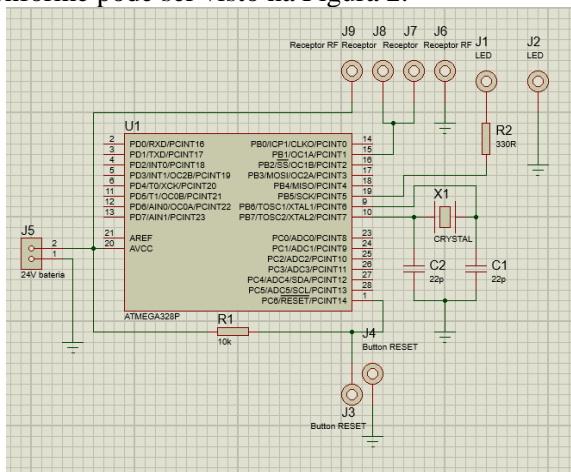 nforme pode ser visto na Figura 2.
J9 J8 J7 J6
Receptor RF Receptor Receptor Receptor RF
J1
LED
J2
LED
U1
2 PD0/RXD/PCINT16
3 PD1/TXD/PCINT17
4 PD2/INT0/PCINT18
5 PD3/INT1/OC2B/PCINT19
6 PD4/T0/XCK/PCINT20
11 PD5/T1/OC0B/PCINT21
12 PD6/AIN0/OC0A/PCINT22
13 PD7/AIN1/PCINT23
21 AREF
20 AVCC
PB0/ICP1/CLKO/PCINT0 14
PB1/OC1A/PCINT1 15
PB2/SS/OC1B/PCINT2 16
PB3/MOSI/OC2A/PCINT3 17
PB4/MISO/PCINT4 18
PB5/SCK/PCINT5 19
PB6/TOSC1/XTAL1/PCINT6 9
PB7/TOSC2/XTAL2/PCINT7 10
PC0/ADC0/PCINT8 23
PC1/ADC1/PCINT9 24
PC2/ADC2/PCINT10 25
PC3/ADC3/PCINT11 26
PC4/ADC4/SDA/PCINT12 27
PC5/ADC5/SCL/PCINT13 28
PC6/RESET/PCINT14 1
ATMEGA328P
R2
330R
X1
CRYSTAL
C2
22p
C1
22p
J5
2
1
24V bateria
R1
10k
J4
Button RESET
J3
Button RESET